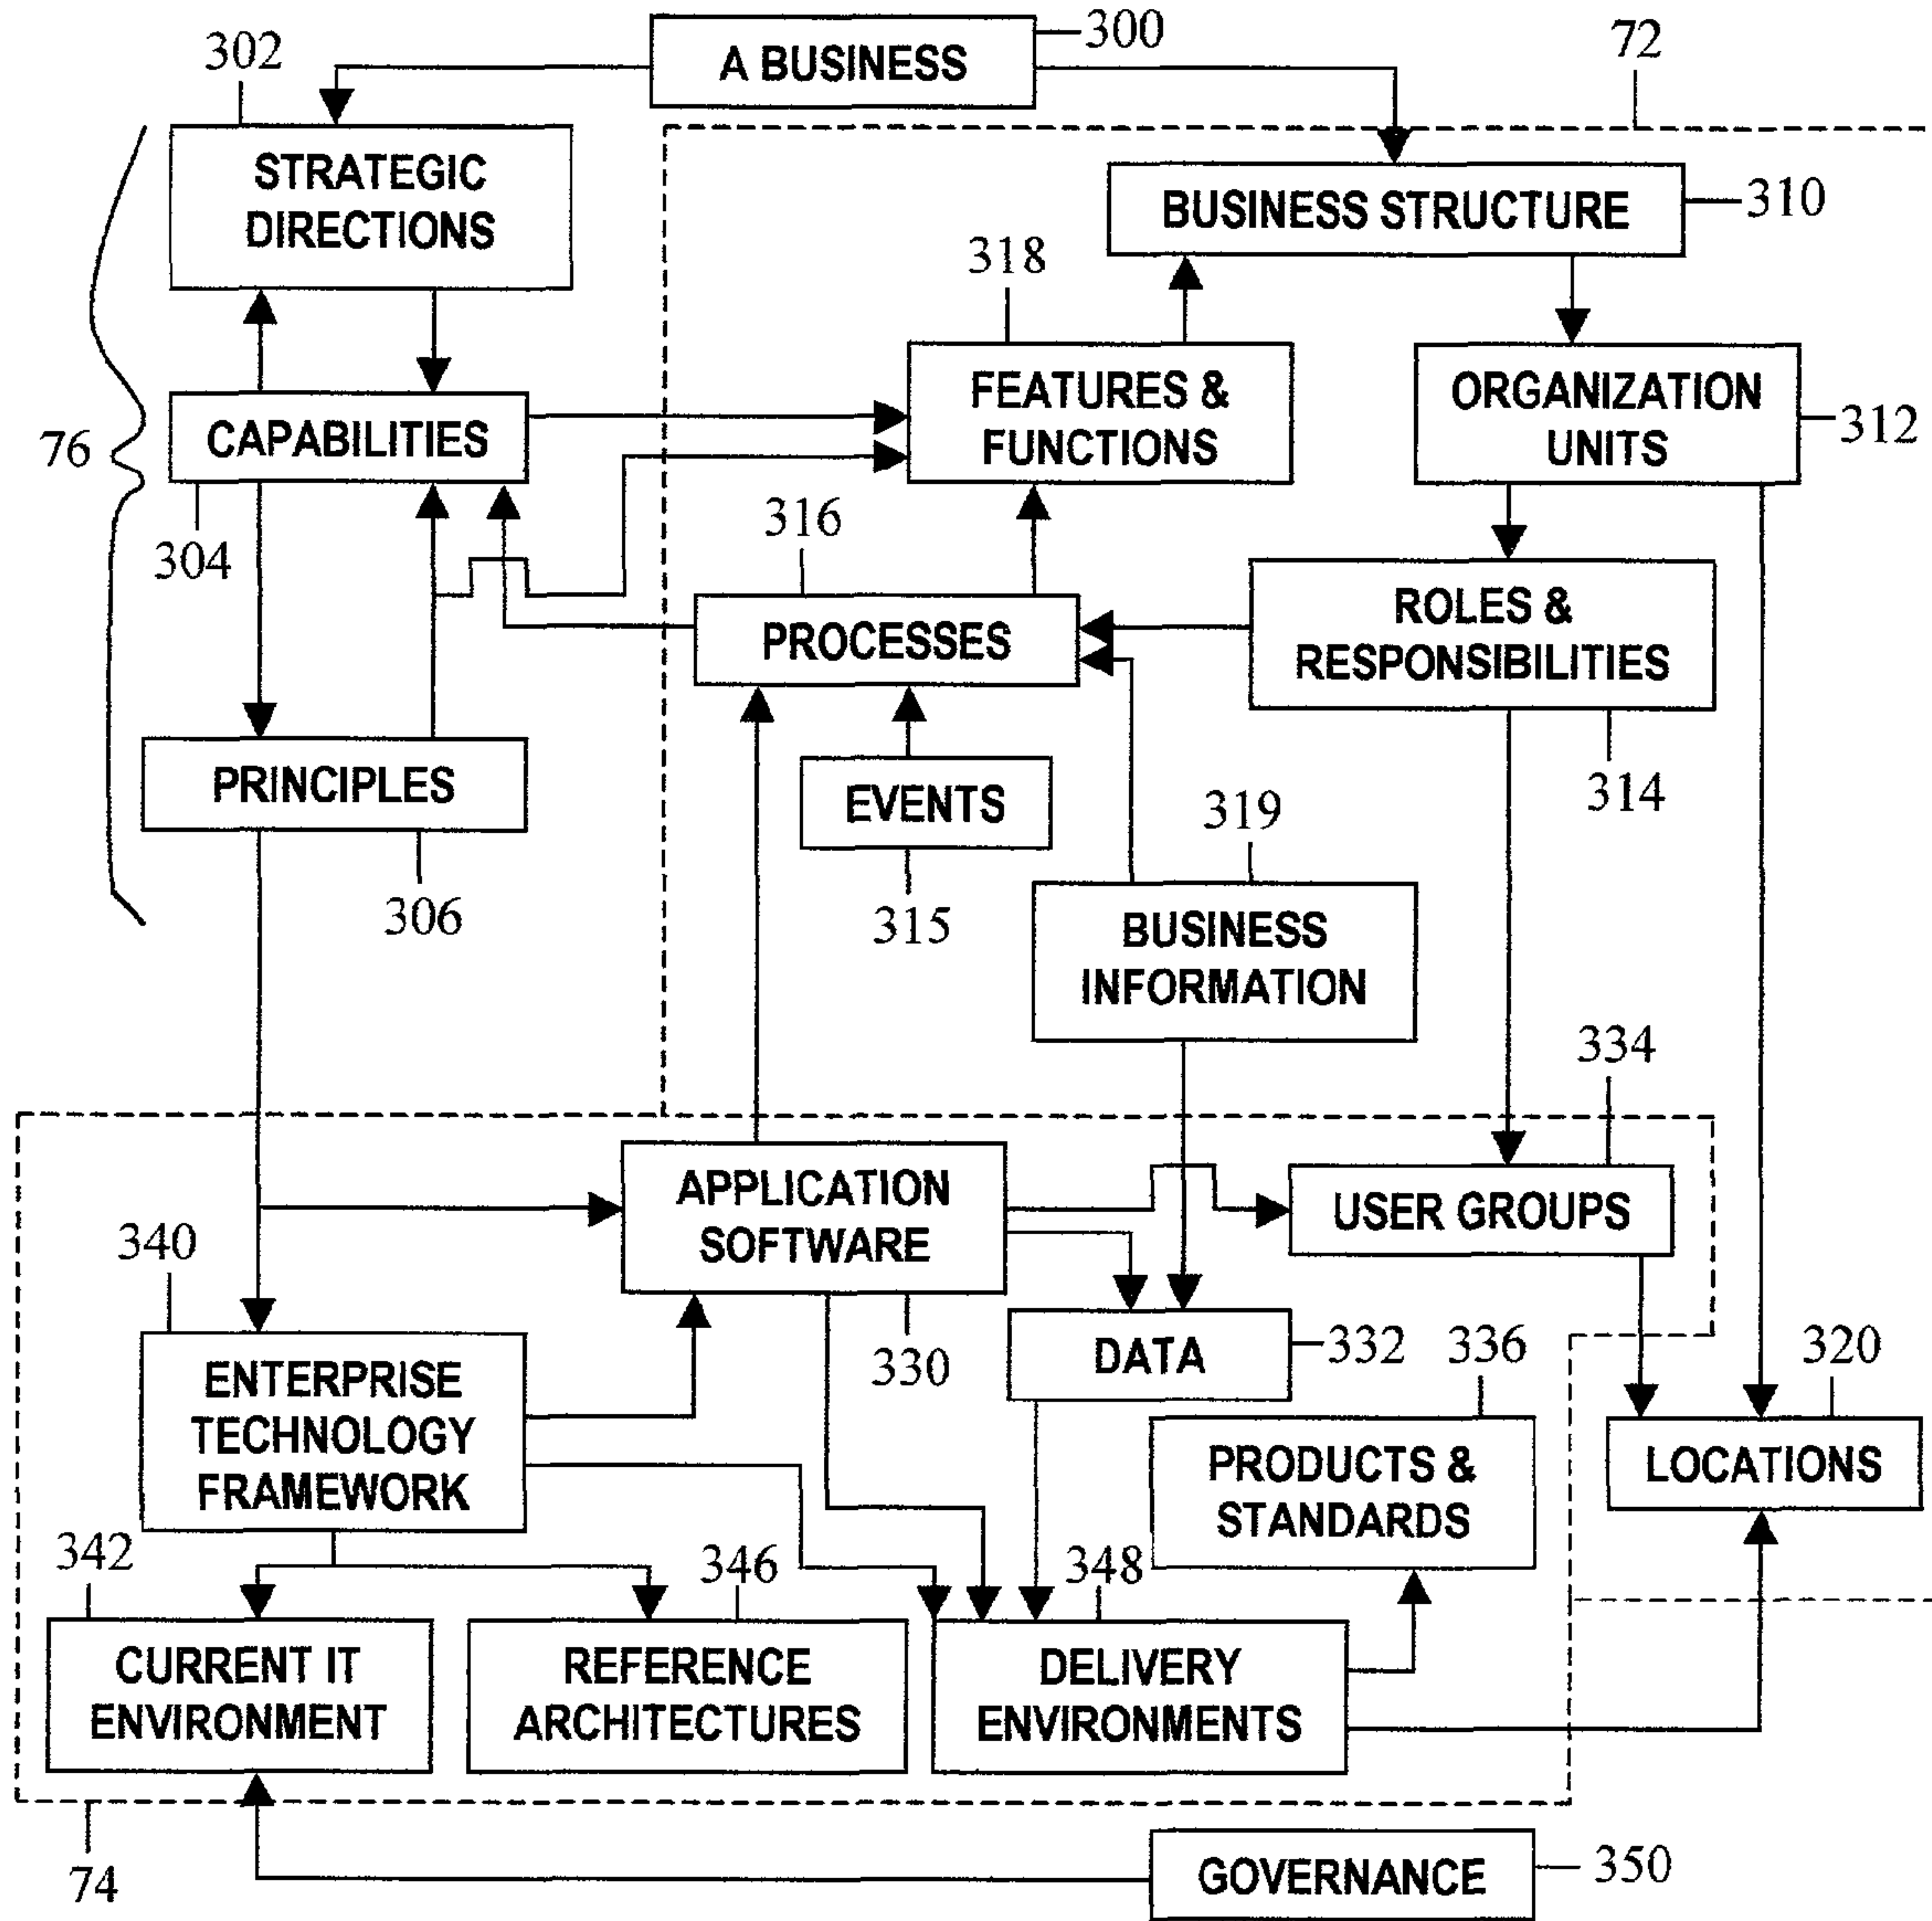 300
72
302
A BUSINESS
STRATEGIC
DIRECTIONS
BUSINESS STRUCTURE
310
318
FEATURES &
FUNCTIONS
ORGANIZATION
UNITS
312
76
CAPABILITIES
304
316
PROCESSES
ROLES &
RESPONSIBILITIES
314
PRINCIPLES
306
EVENTS
315
319
BUSINESS
INFORMATION
334
APPLICATION
SOFTWARE
330
USER GROUPS
340
ENTERPRISE
TECHNOLOGY
FRAMEWORK
DATA
332
336
PRODUCTS &
STANDARDS
320
LOCATIONS
342
CURRENT IT
ENVIRONMENT
346
REFERENCE
ARCHITECTURES
348
DELIVERY
ENVIRONMENTS
74
GOVERNANCE
350